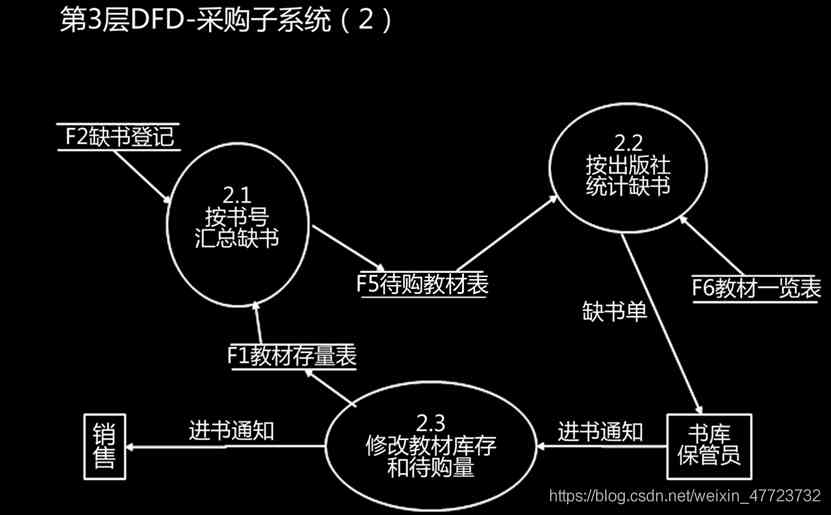 第3层DFD-采购子系统（2）
F2缺书登记
2.1
按书号
汇总缺书
2.2
按出版社
统计缺书
F5待购教材表
F6教材一览表
缺书单
F1教材存量表
销
售
进书通知
2.3
修改教材库存
和待购量
进书通知
书库
保管员
https://blog.csdn.net/weixin_47723732